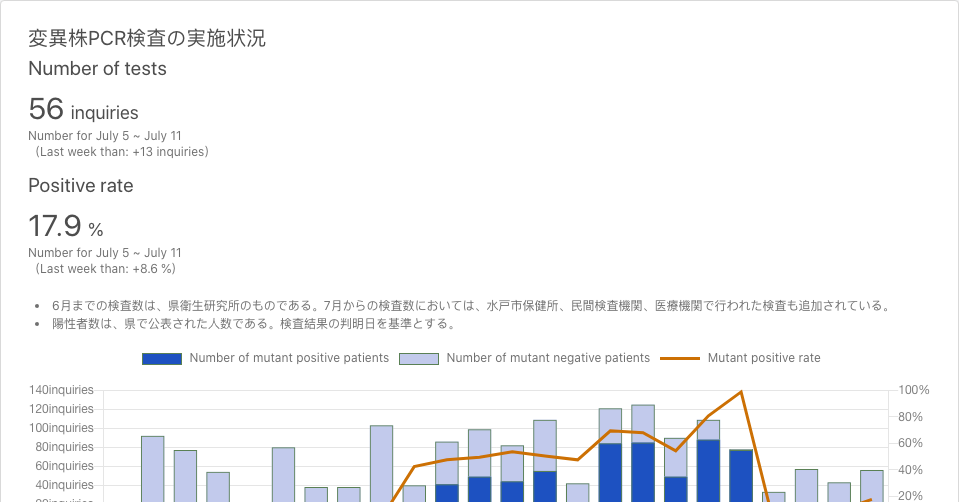 変異株PCR検査の実施状況
Number of tests
56 inquiries
Number for July 5 ~ July 11
（Last week than: +13 inquiries）
Positive rate
17.9 %
Number for July 5 ~ July 11
（Last week than: +8.6 %）
• 6月までの検査数は、県衛生研究所のものである。7月からの検査数においては、水戸市保健所、民間検査機関、医療機関で行われた検査も追加されている。
• 陽性者数は、県で公表された人数である。検査結果の判明日を基準とする。
Number of mutant positive patients Number of mutant negative patients Mutant positive rate
140inquiries 100%
120inquiries 80%
100inquiries
80inquiries 60%
60inquiries 40%
40inquiries
20%